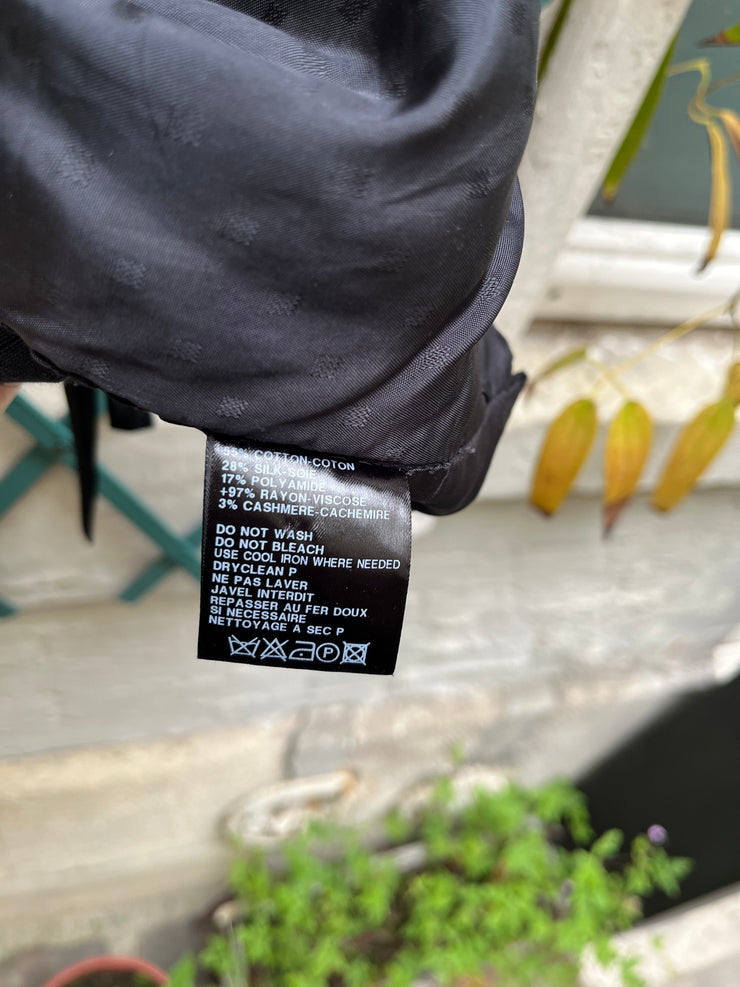 55% COTTON-COTON
28% SILK-SOIE
17% POLYAMIDE
+97% RAYON-VISCOSE
3% CASHMERE-CACHEMIRE
DO NOT WASH
DO NOT BLEACH
USE COOL IRON WHERE NEEDED
DRYCLEAN P
NE PAS LAVER
JAVEL INTERDIT
REPASSER AU FER DOUX
SI NECESSAIRE
NETTOYAGE A SEC P
P